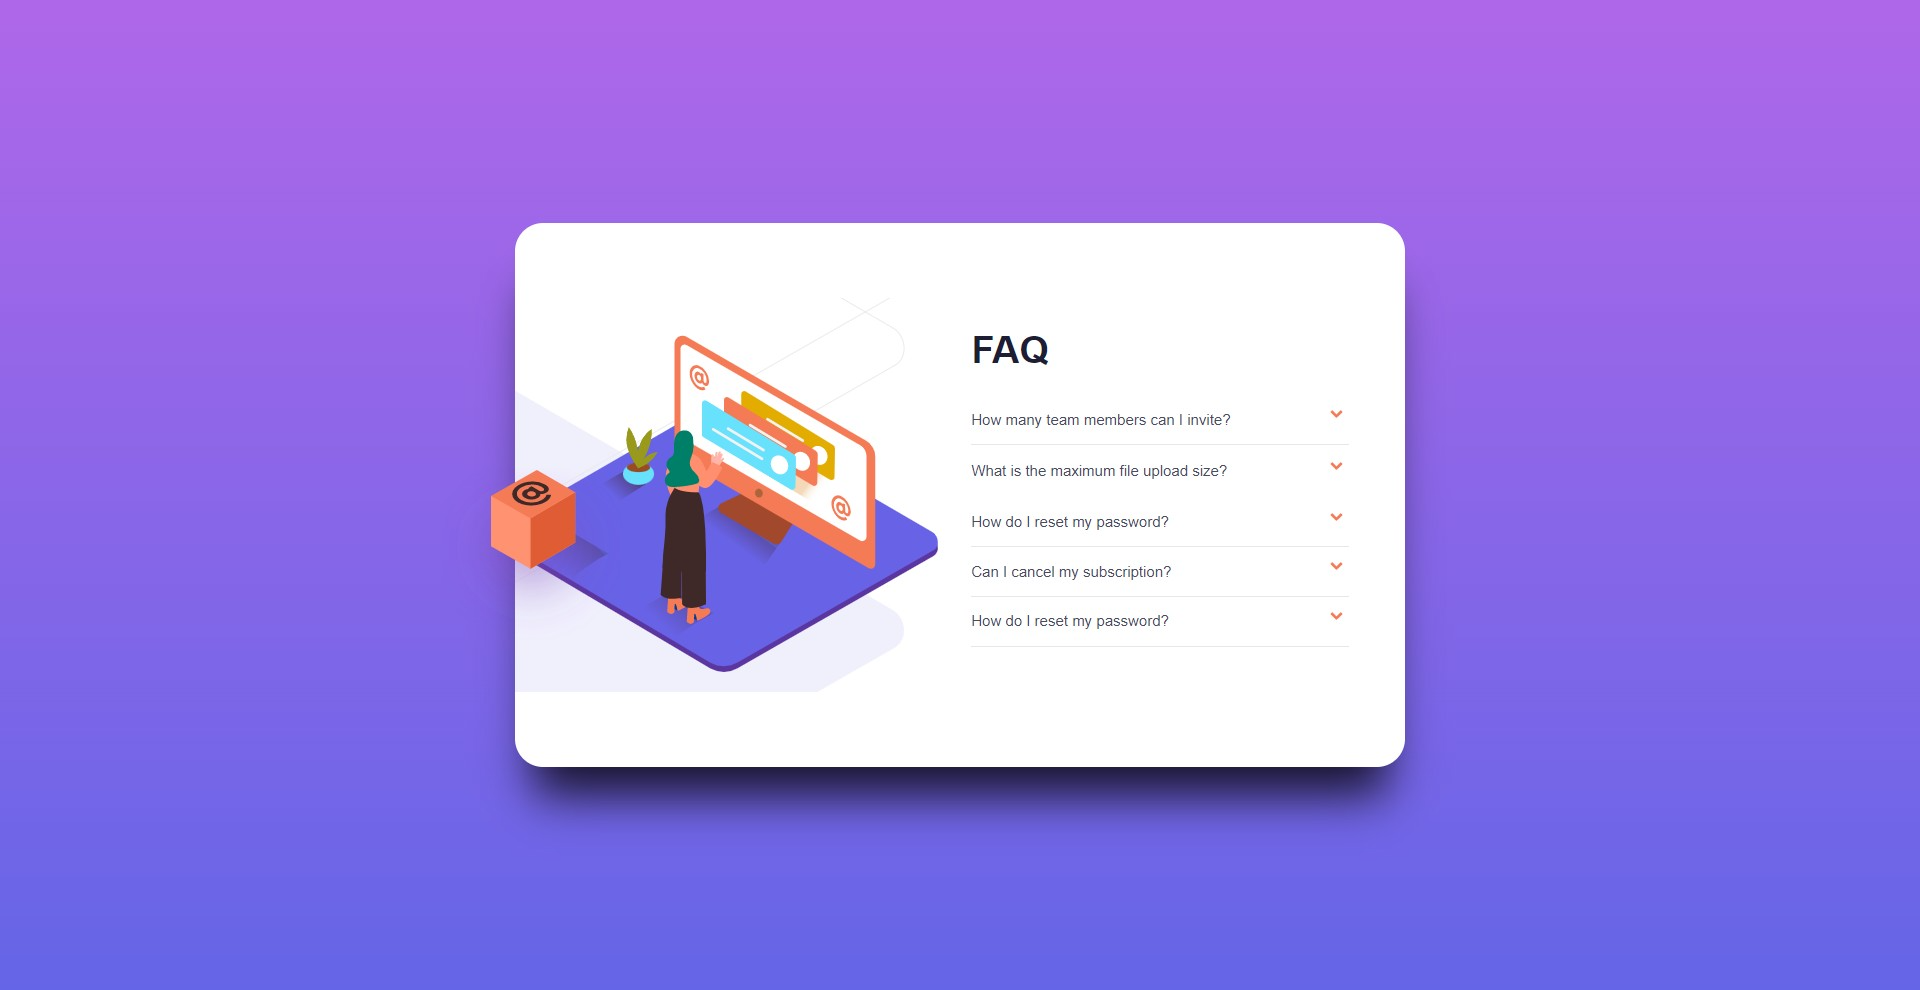 @
@
@
FAQ
How many team members can I invite?
What is the maximum file upload size?
How do I reset my password?
Can I cancel my subscription?
How do I reset my password?